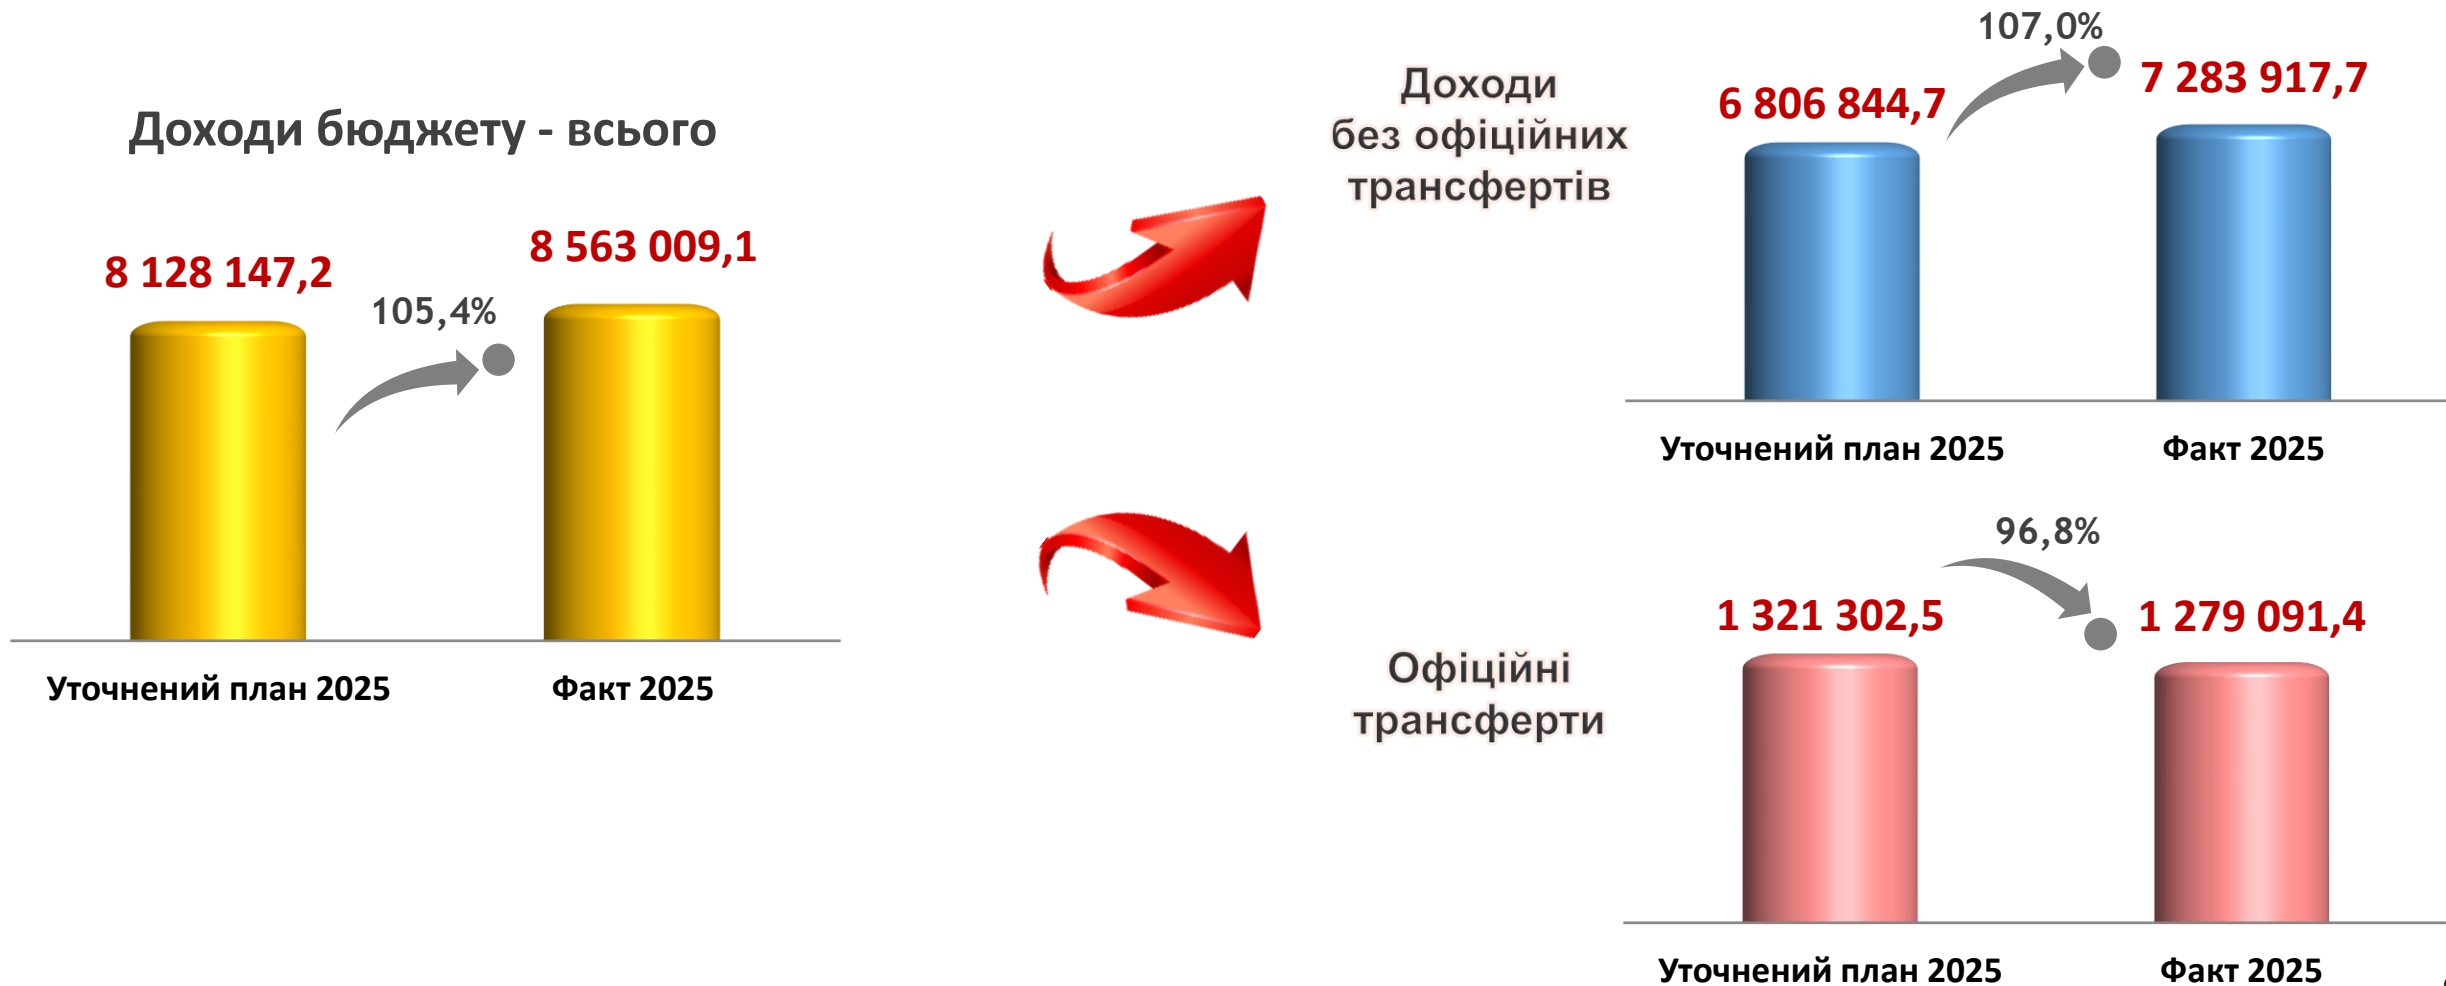 Доходи бюджету - всього
8 128 147,2
105,4%
8 563 009,1
Уточнений план 2025
Факт 2025
Доходи
без офіційних
трансфертів
6 806 844,7
107,0%
7 283 917,7
Уточнений план 2025
Факт 2025
Офіційні
трансферти
1 321 302,5
96,8%
1 279 091,4
Уточнений план 2025
Факт 2025